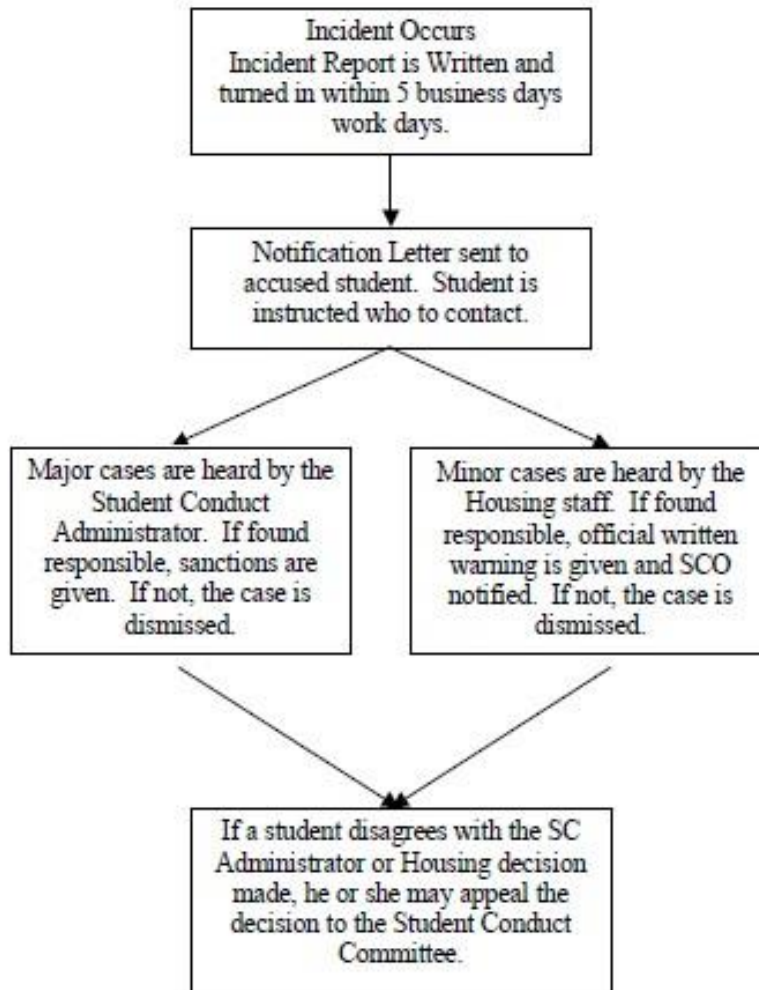 Incident Occurs
Incident Report is Written and
turned in within 5 business days
work days.
Notification Letter sent to
accused student.  Student is
instructed who to contact.
Major cases are heard by the
Student Conduct
Administrator.  If found
responsible, sanctions are
given.  If not, the case is
dismissed.
Minor cases are heard by the
Housing staff.  If found
responsible, official written
warning is given and SCO
notified.  If not, the case is
dismissed.
If a student disagrees with the SC
Administrator or Housing decision
made, he or she may appeal the
decision to the Student Conduct
Committee.